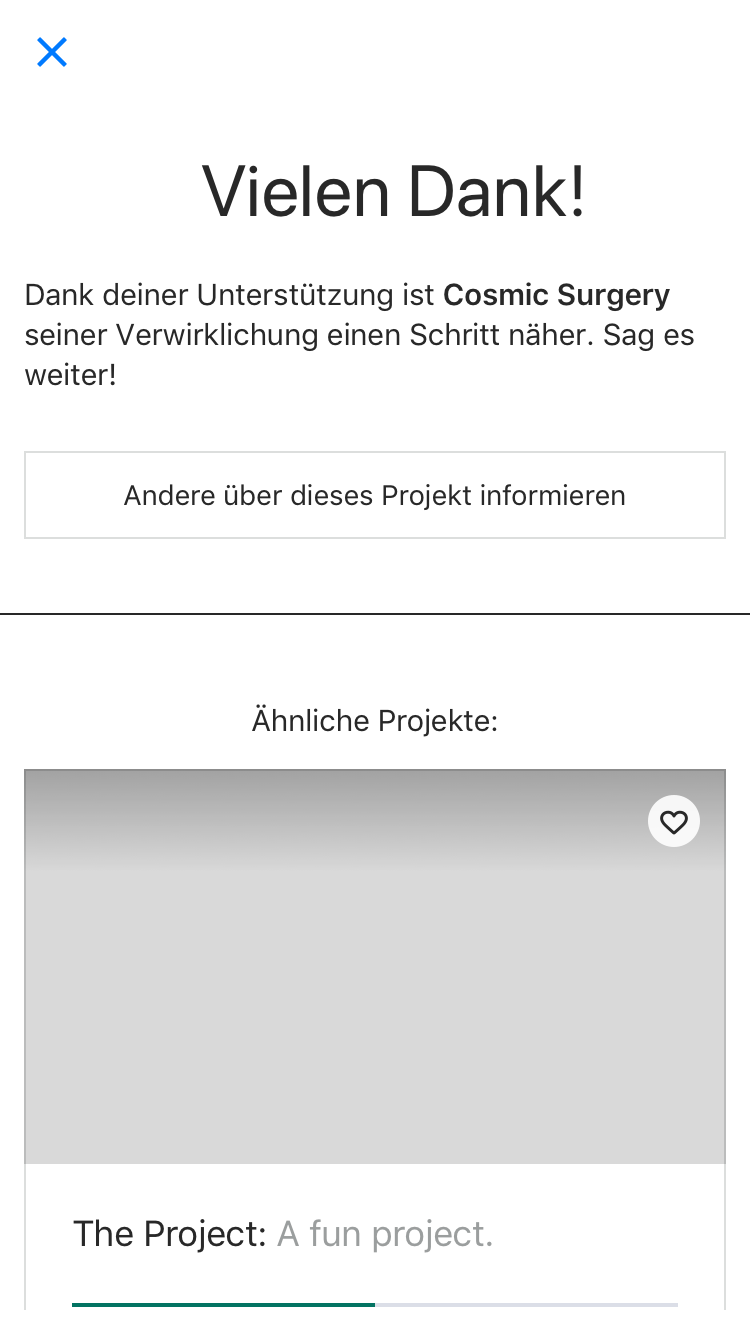 Vielen Dank!
Dank deiner Unterstützung ist Cosmic Surgery
seiner Verwirklichung einen Schritt näher. Sag es
weiter!
Andere über dieses Projekt informieren
Ähnliche Projekte:
The Project: A fun project.